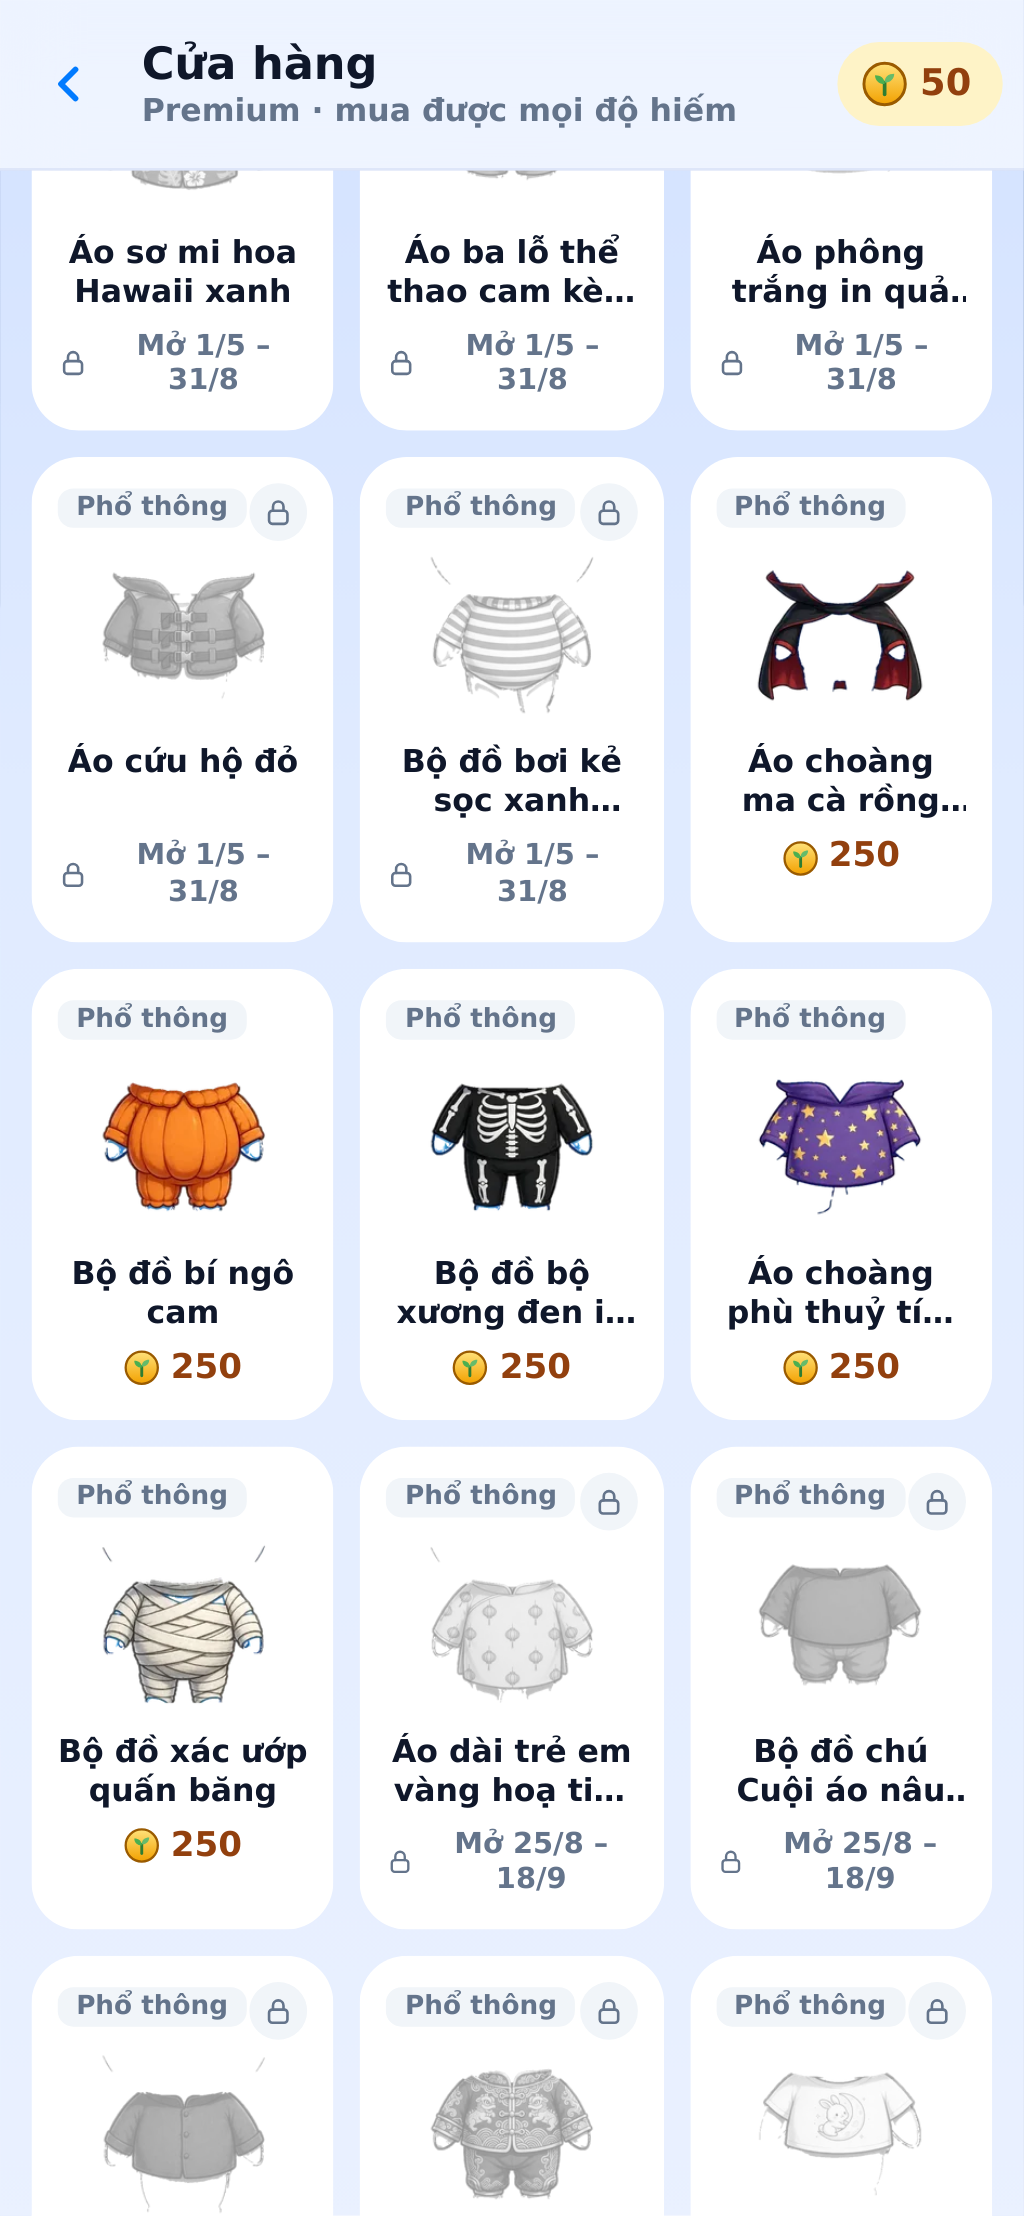 Cửa hàng
Premium · mua được mọi độ hiếm
50
Áo sơ mi hoa
Hawaii xanh
Mở 1/5 –
31/8
Áo ba lỗ thể
thao cam kè…
Mở 1/5 –
31/8
Áo phông
trắng in quả…
Mở 1/5 –
31/8
Phổ thông
Áo cứu hộ đỏ
Mở 1/5 –
31/8
Phổ thông
Bộ đồ bơi kẻ
sọc xanh…
Mở 1/5 –
31/8
Phổ thông
Áo choàng
ma cà rồng…
250
Phổ thông
Bộ đồ bí ngô
cam
250
Phổ thông
Bộ đồ bộ
xương đen i…
250
Phổ thông
Áo choàng
phù thuỷ tí…
250
Phổ thông
Bộ đồ xác ướp
quấn băng
250
Phổ thông
Áo dài trẻ em
vàng hoạ ti…
Mở 25/8 –
18/9
Phổ thông
Bộ đồ chú
Cuội áo nâu…
Mở 25/8 –
18/9
Phổ thông
Phổ thông
Phổ thông